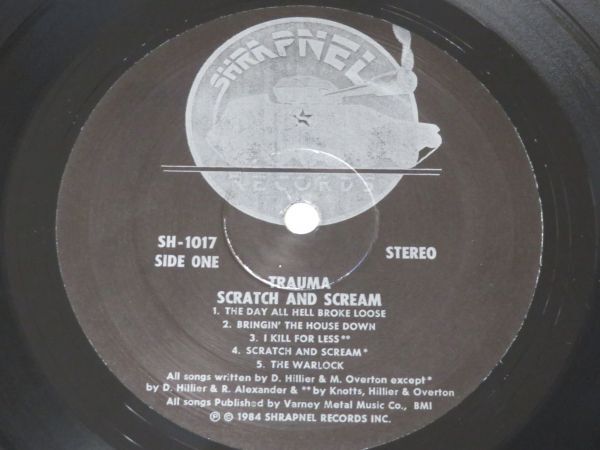 SHRAPNEL
RECORDS
SH-1017
SIDE ONE
STEREO
TRAUMA
SCRATCH AND SCREAM
1. THE DAY ALL HELL BROKE LOOSE
2. BRINGIN' THE HOUSE DOWN
3. I KILL FOR LESS**
4. SCRATCH AND SCREAM*
5. THE WARLOCK
All songs written by D. Hillier & M. Overton except*
by D. Hillier & R. Alexander & ** by Knotts, Hillier & Overton
All songs Published by Varney Metal Music Co., BMI
℗ © 1984 SHRAPNEL RECORDS INC.